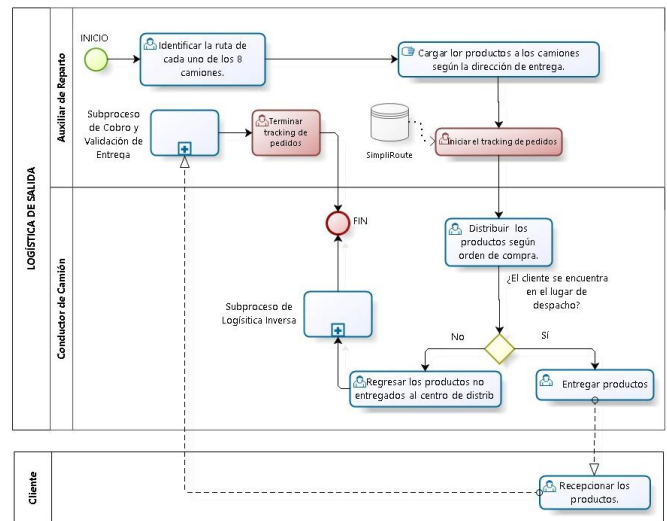 LOGÍSTICA DE SALIDA
Auxiliar de Reparto
INICIO
Identificar la ruta de
cada uno de los 8
camiones.
Cargar lor productos a los camiones
según la dirección de entrega.
Subproceso
de Cobro y
Validación de
Entrega
Terminar
tracking de
pedidos
SimpliRoute
Iniciar el tracking de pedidos
Conductor de Camión
FIN
Distribuir los
productos según
orden de compra.
¿El cliente se encuentra
en el lugar de
despacho?
Subproceso de
Logísitica Inversa
No
Sí
Regresar los productos no
entregados al centro de distrib
Entregar productos
Cliente
Recepcionar los
productos.